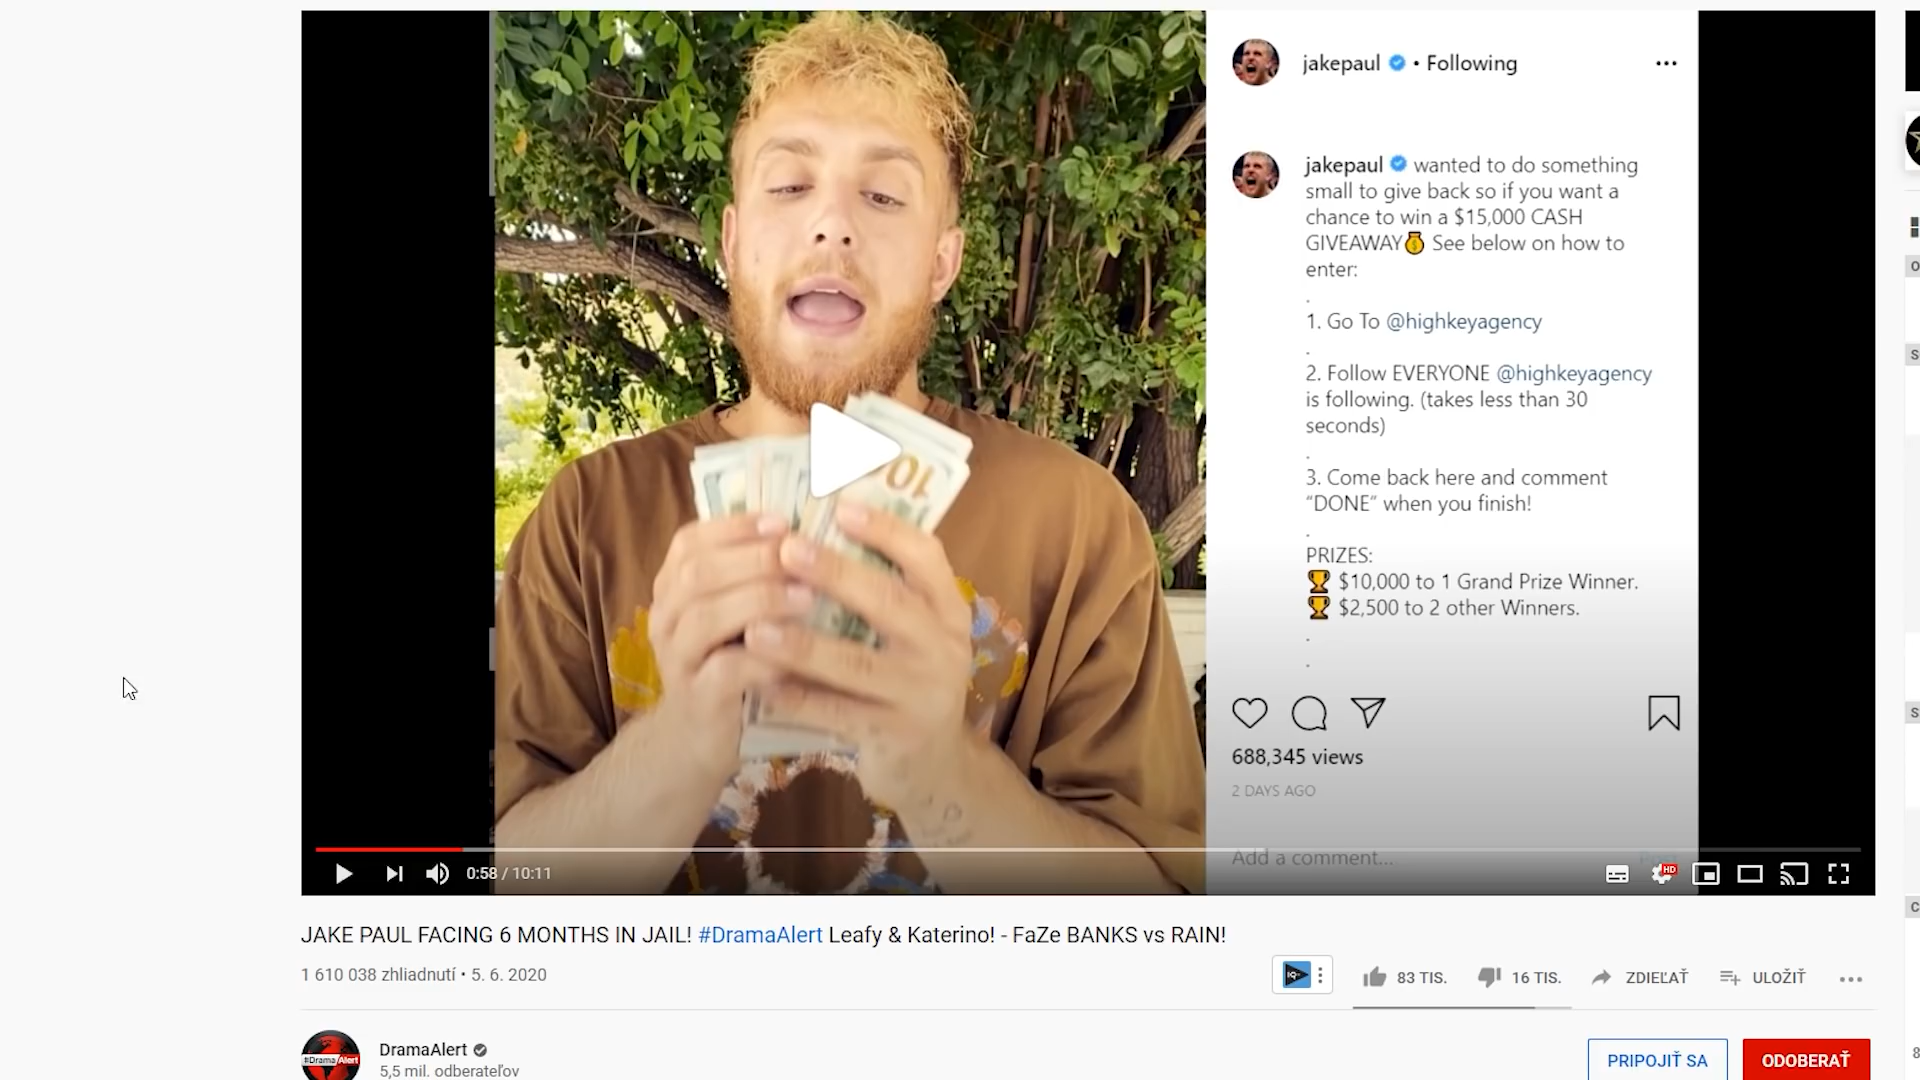 jakepaul • Following
jakepaul wanted to do something
small to give back so if you want a
chance to win a $15,000 CASH
GIVEAWAY💰 See below on how to
enter:
.
1. Go To @highkeyagency
.
2. Follow EVERYONE @highkeyagency
is following. (takes less than 30
seconds)
.
3. Come back here and comment
“DONE” when you finish!
.
PRIZES:
🏆 $10,000 to 1 Grand Prize Winner.
🏆 $2,500 to 2 other Winners.
.
.
688,345 views
2 DAYS AGO
Add a comment...
0:58 / 10:11
HD
JAKE PAUL FACING 6 MONTHS IN JAIL! #DramaAlert Leafy & Katerino! - FaZe BANKS vs RAIN!
1 610 038 zhliadnutí • 5. 6. 2020
IQ
83 TIS.
16 TIS.
ZDIEĽAŤ
ULOŽIŤ
#DramaAlert
DramaAlert
5,5 mil. odberateľov
PRIPOJIŤ SA
ODOBERAŤ